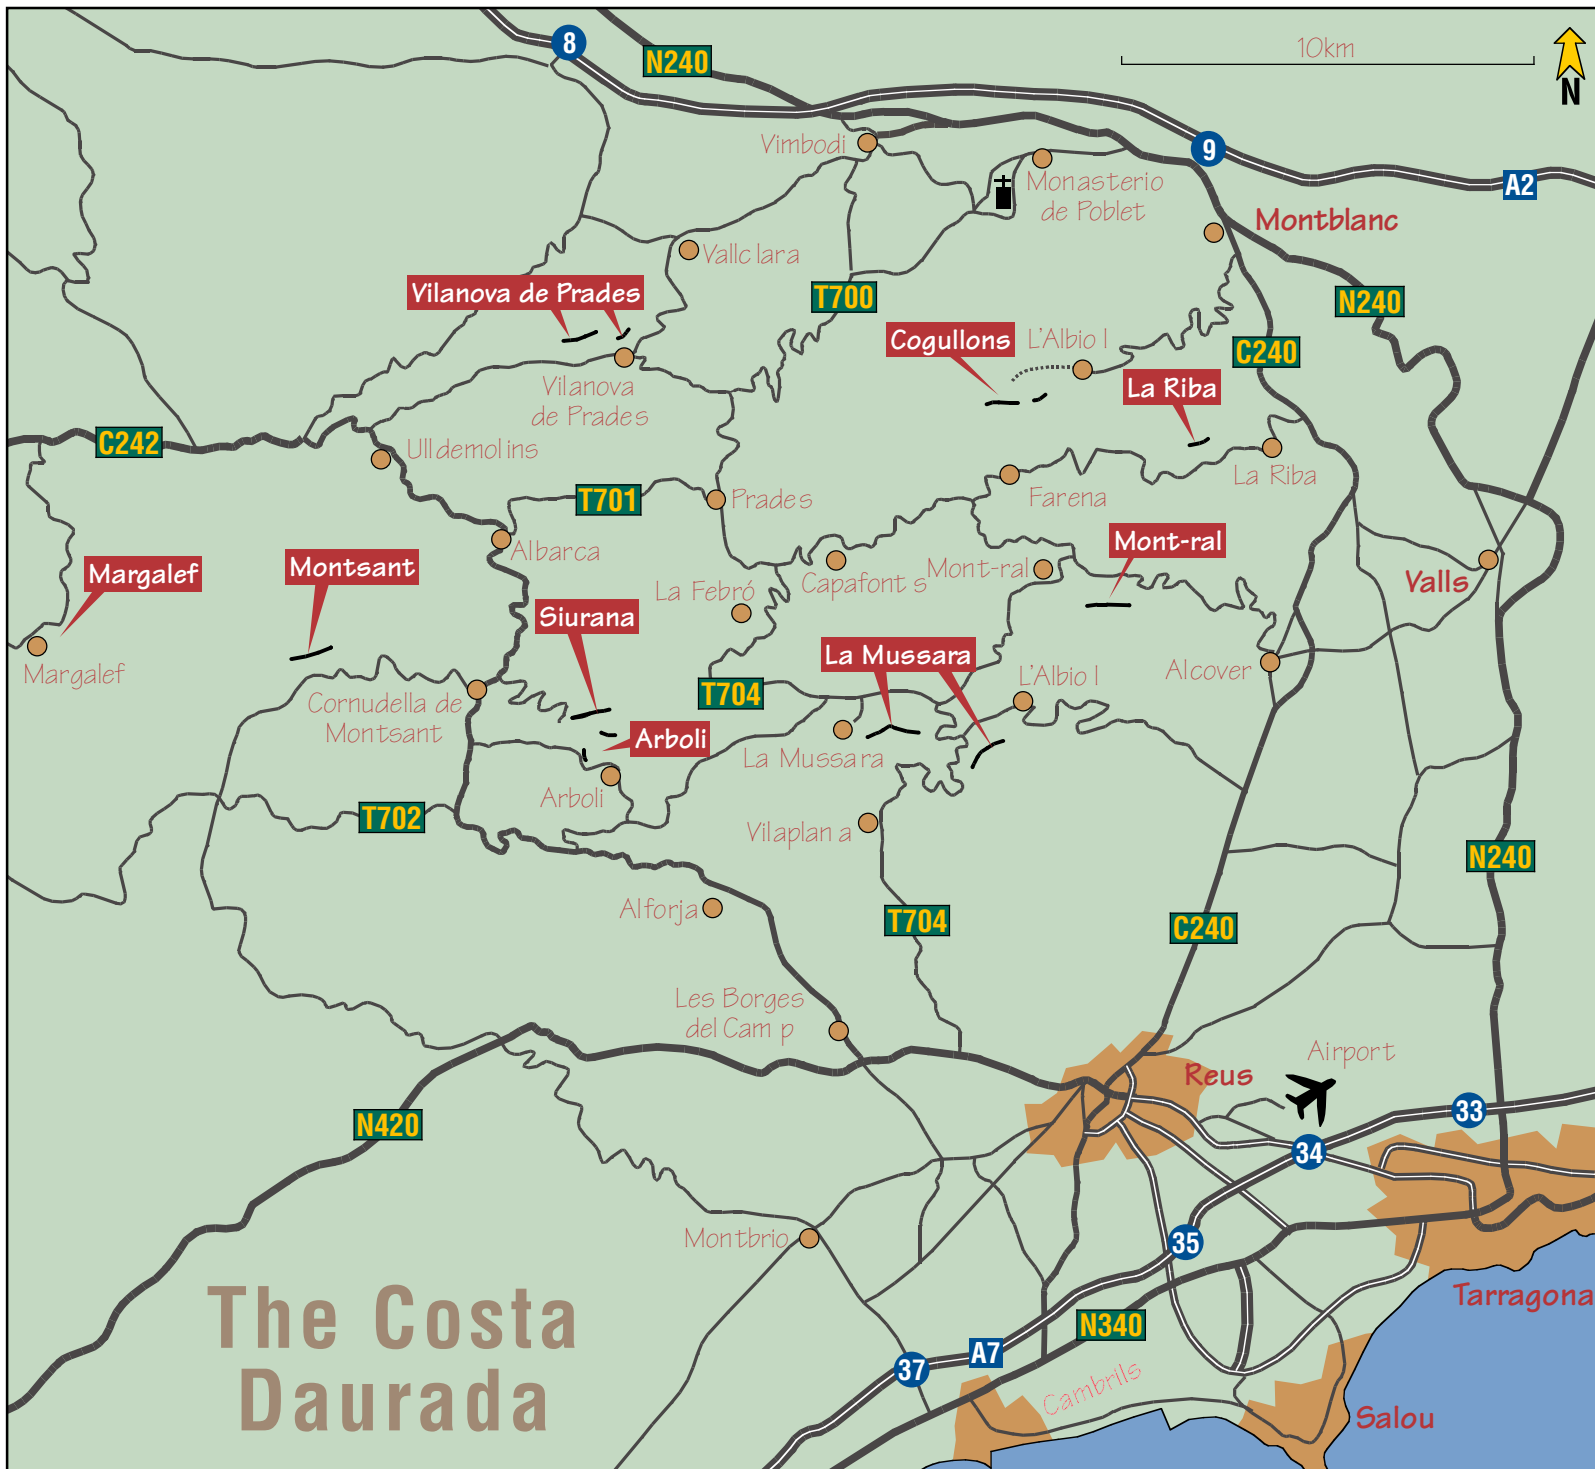 8
N240
10km
N
Vimbodi
9
Monasterio
de Poblet
A2
Montblanc
Vallclara
Vilanova de Prades
T700
N240
Cogullons
L'Albiol
C240
Vilanova
de Prades
La Riba
C242
Ulldemolins
La Riba
T701
Prades
Farena
Albarca
Mont-ral
Margalef
Montsant
La Febró
Capafonts
Mont-ral
Valls
Siurana
La Mussara
Margalef
Cornudella de
Montsant
T704
L'Albiol
Alcover
Arboli
La Mussara
Arboli
T702
Vilaplana
N240
Alforja
T704
C240
Les Borges
del Camp
Airport
Reus
N420
33
34
Montbrio
35
The Costa
Daurada
Tarragona
N340
A7
37
Cambrils
Salou